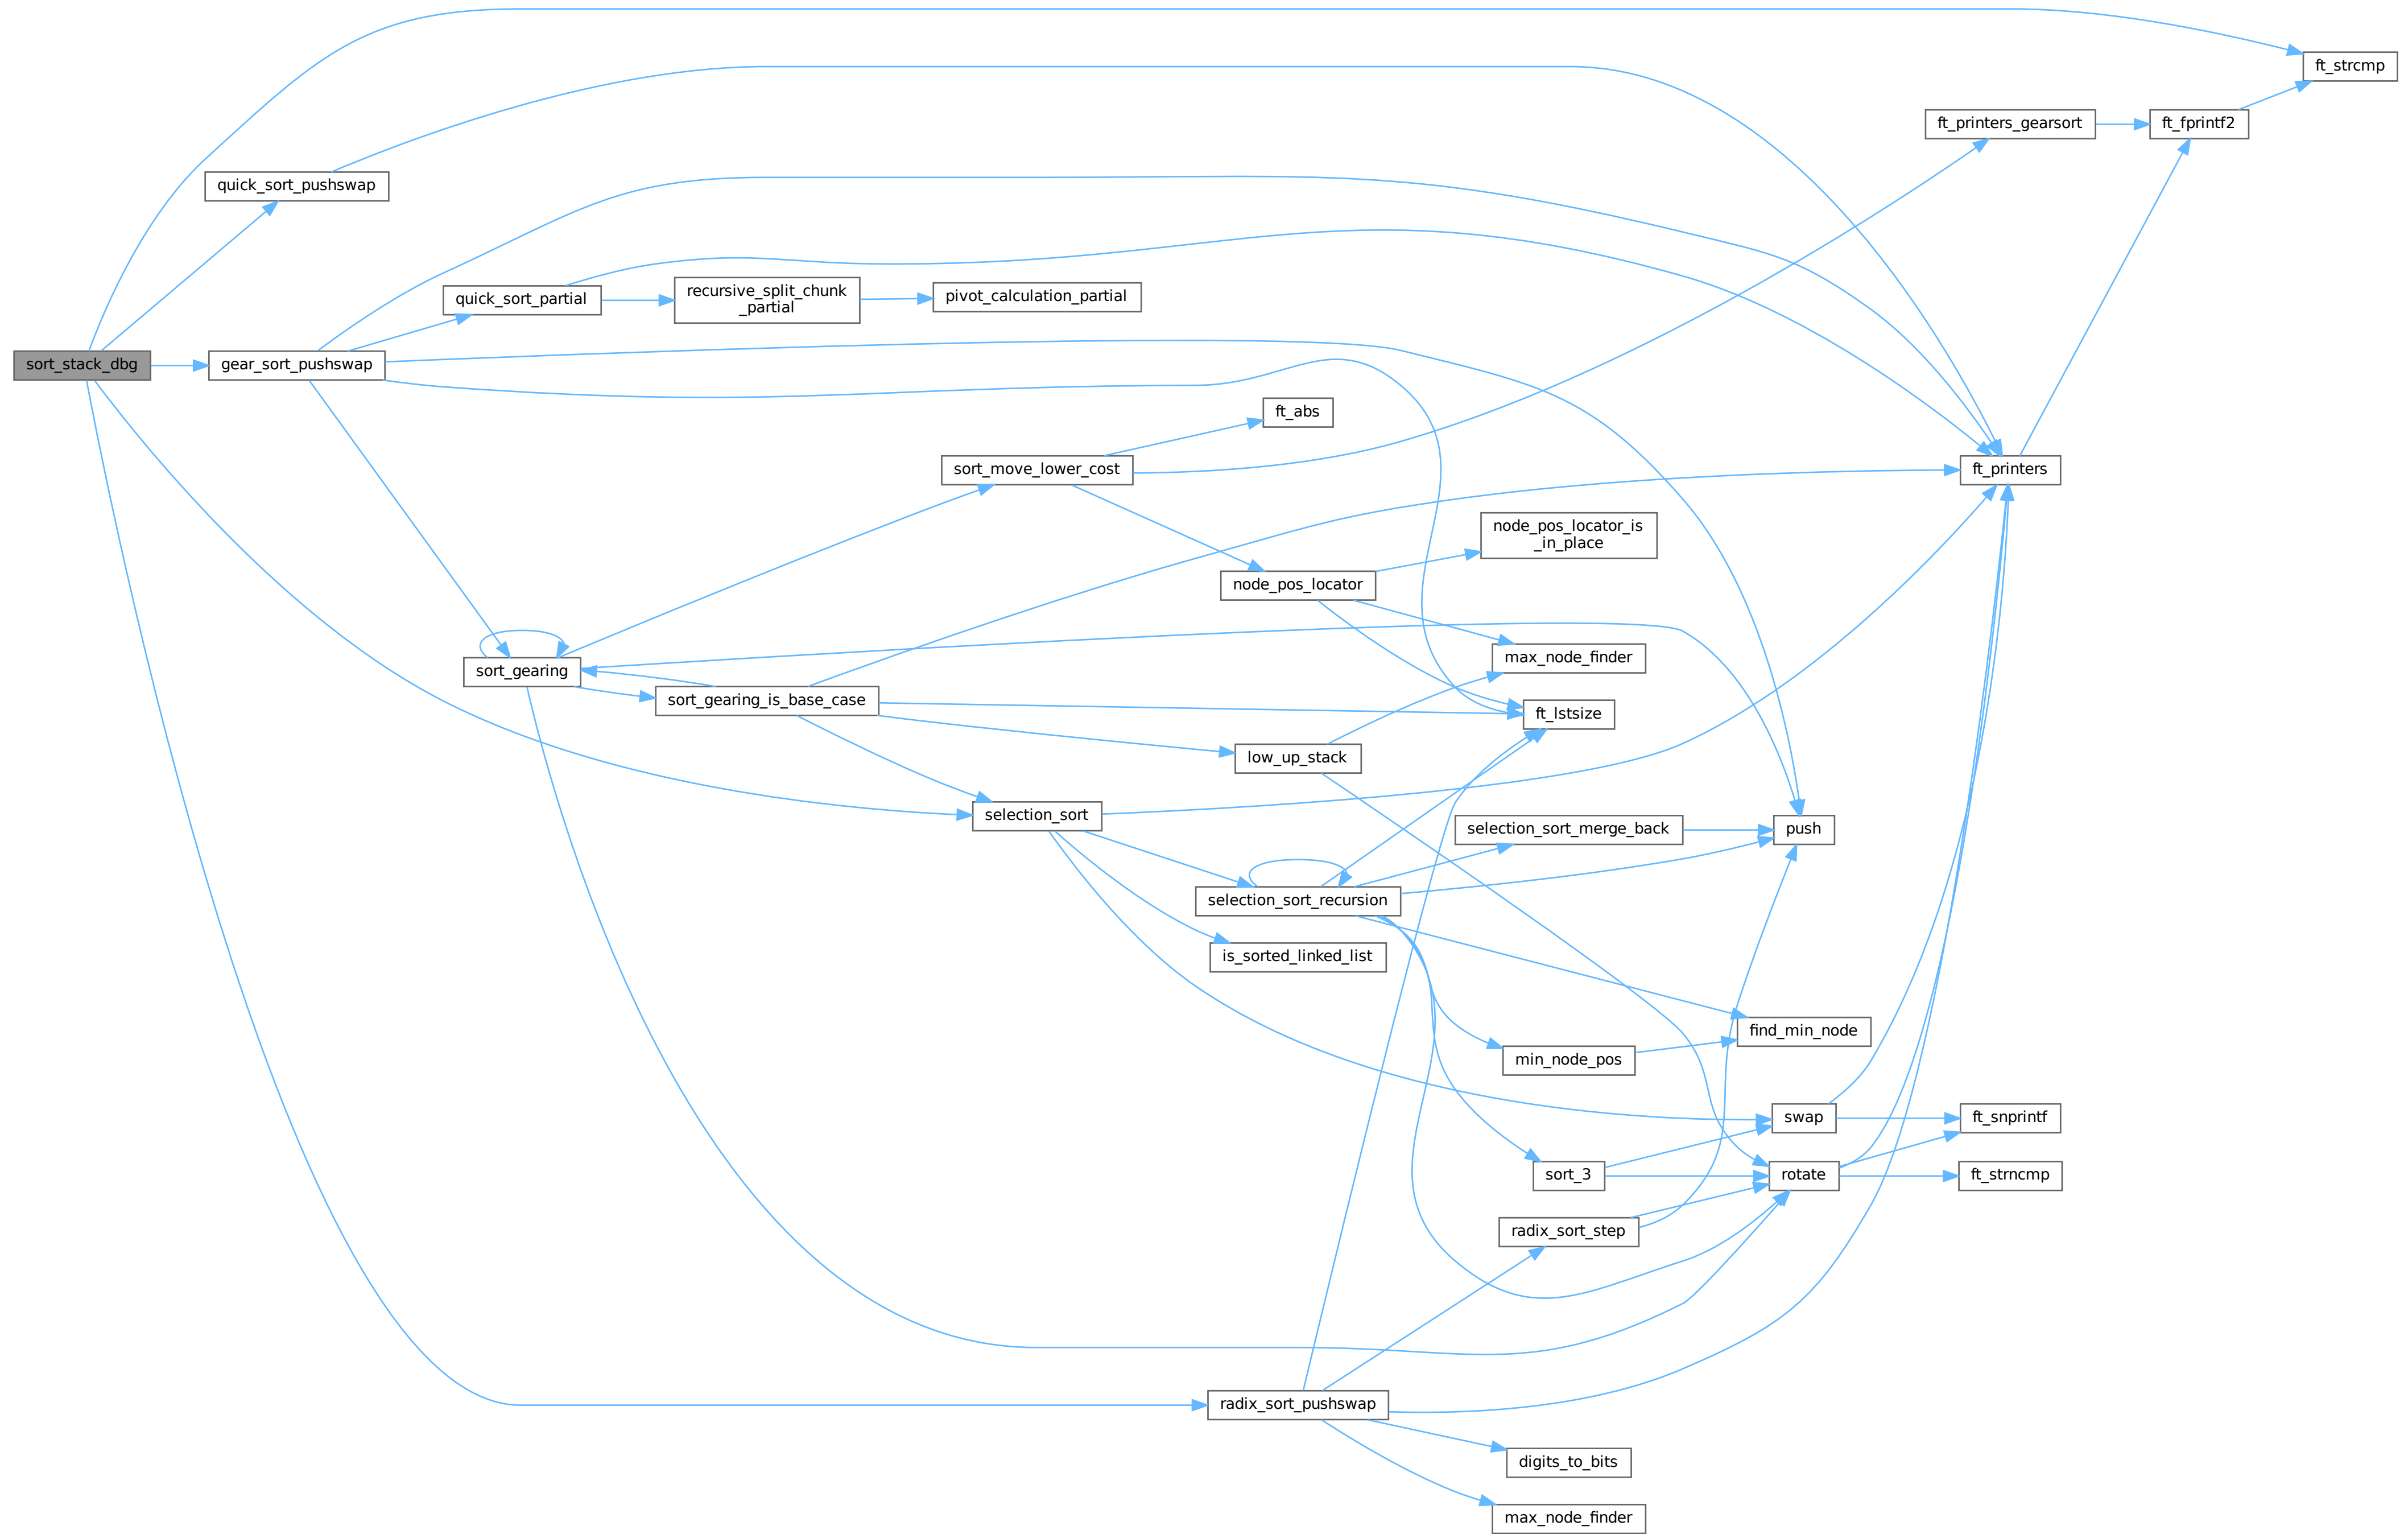 ft_strcmp
ft_printers_gearsort
ft_fprintf2
quick_sort_pushswap
quick_sort_partial
recursive_split_chunk
_partial
pivot_calculation_partial
sort_stack_dbg
gear_sort_pushswap
ft_abs
sort_move_lower_cost
ft_printers
node_pos_locator_is
_in_place
node_pos_locator
max_node_finder
sort_gearing
sort_gearing_is_base_case
ft_lstsize
low_up_stack
selection_sort
selection_sort_merge_back
push
selection_sort_recursion
is_sorted_linked_list
find_min_node
min_node_pos
swap
ft_snprintf
sort_3
rotate
ft_strncmp
radix_sort_step
radix_sort_pushswap
digits_to_bits
max_node_finder